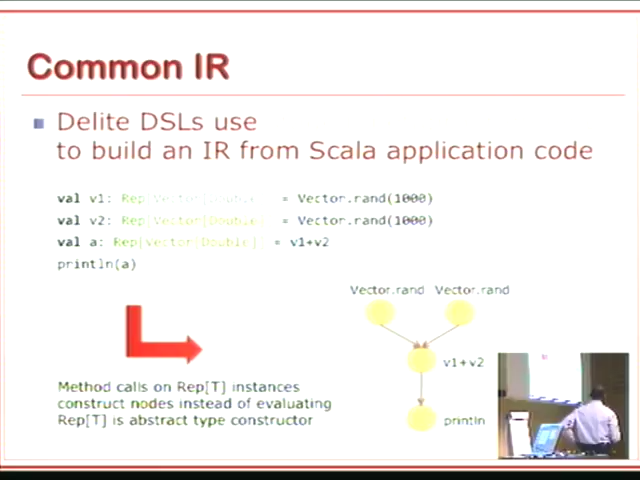 Common IR
Delite DSLs use
to build an IR from Scala application code
val v1: Rep[Vector[Double]] = Vector.rand(1000)
val v2: Rep[Vector[Double]] = Vector.rand(1000)
val a: Rep[Vector[Double]] = v1+v2
println(a)
Vector.rand Vector.rand
v1+v2
println
Method calls on Rep[T] instances
construct nodes instead of evaluating
Rep[T] is abstract type constructor